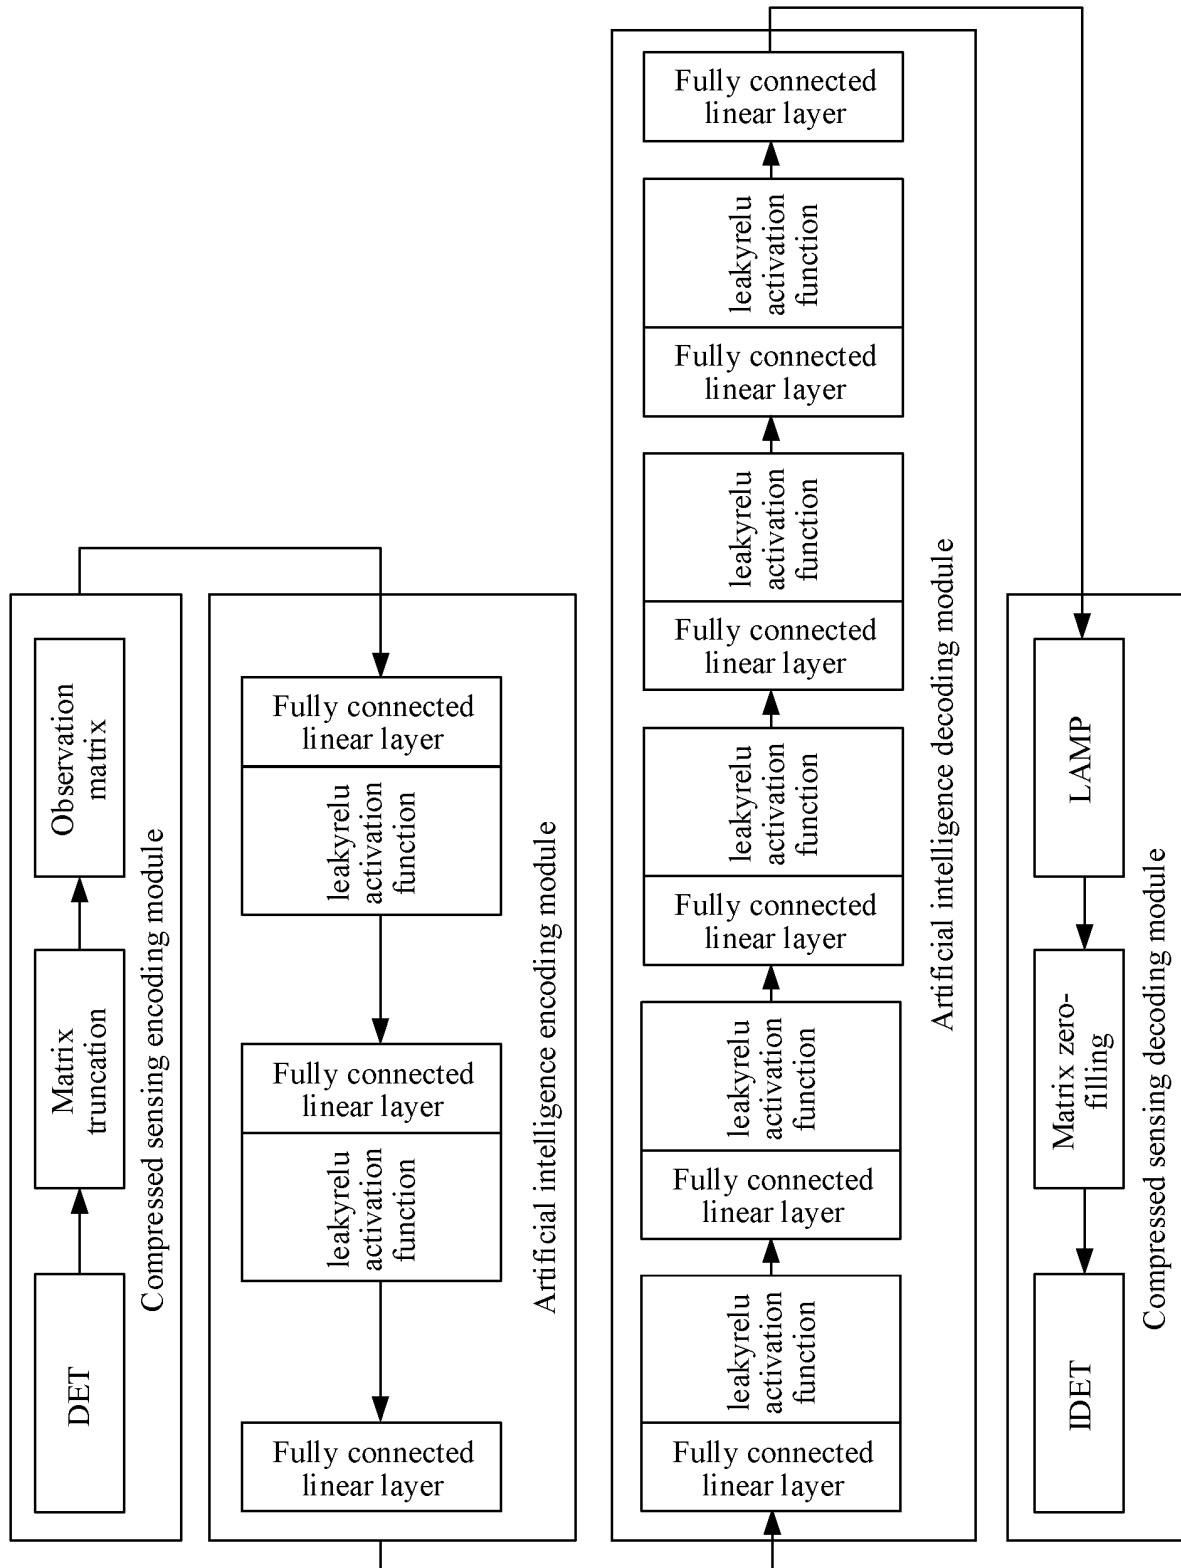 DET
Matrix
truncation
Observation
matrix
Compressed sensing encoding module
Fully connected
linear layer
leakyrelu
activation
function
Fully connected
linear layer
leakyrelu
activation
function
Fully connected
linear layer
Artificial intelligence encoding module
Fully connected
linear layer
leakyrelu
activation
function
Fully connected
linear layer
leakyrelu
activation
function
Fully connected
linear layer
leakyrelu
activation
function
Fully connected
linear layer
leakyrelu
activation
function
Fully connected
linear layer
leakyrelu
activation
function
Fully connected
linear layer
Artificial intelligence decoding module
LAMP
Matrix zero-
filling
IDET
Compressed sensing decoding module